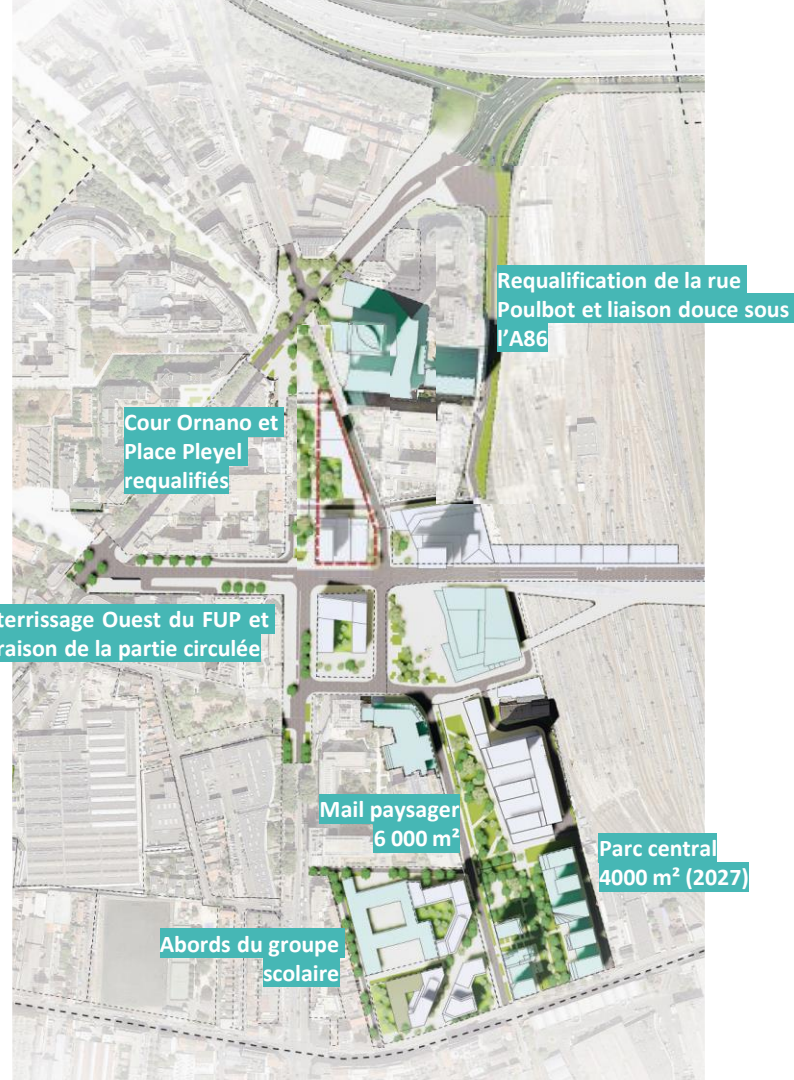 Requalification de la rue
Poulbot et liaison douce sous
l'A86
Cour Ornano et
Place Pleyel
requalifiés
terrissage Ouest du FUP et
raison de la partie circulée
Mail paysager
6 000 m²
Parc central
4000 m² (2027)
Abords du groupe
scolaire